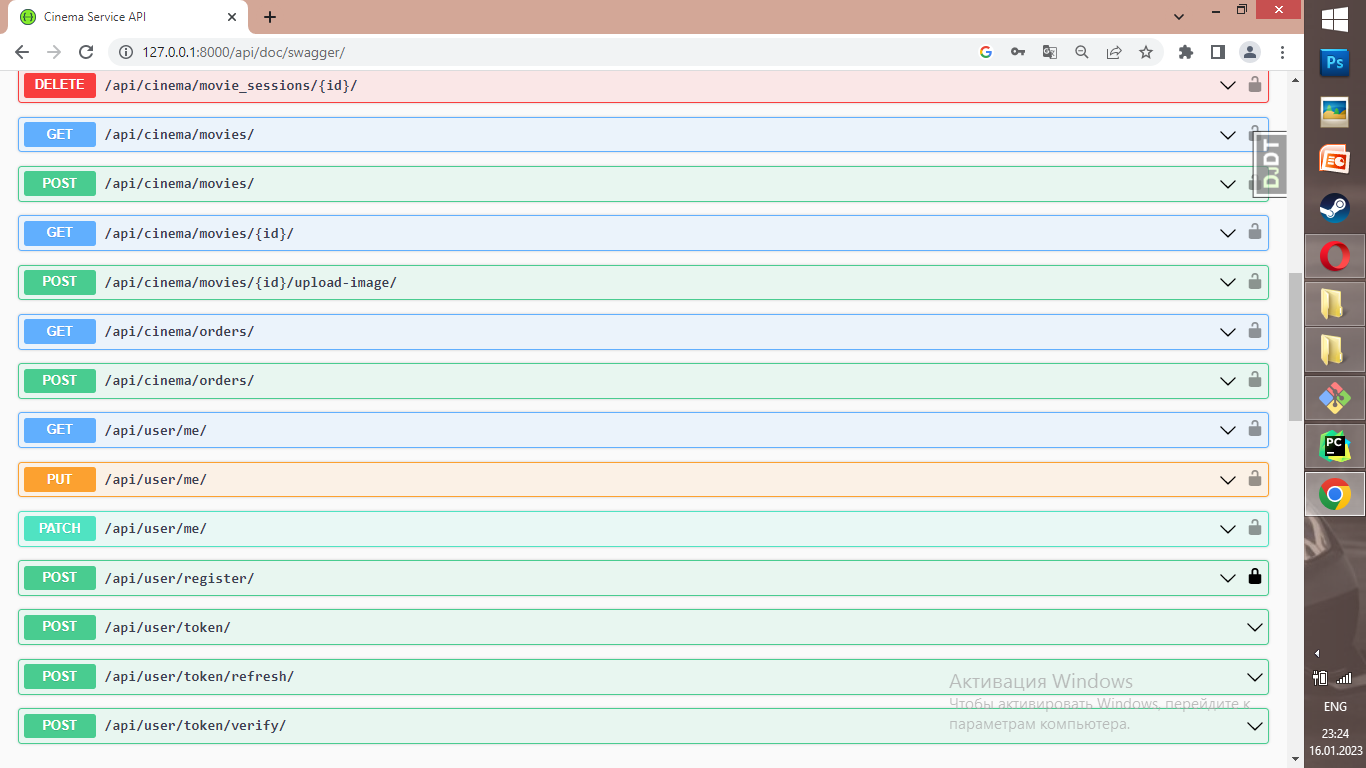 Cinema Service API
127.0.0.1:8000/api/doc/swagger/
DELETE /api/cinema/movie_sessions/{id}/
GET /api/cinema/movies/
POST /api/cinema/movies/
GET /api/cinema/movies/{id}/
POST /api/cinema/movies/{id}/upload-image/
GET /api/cinema/orders/
POST /api/cinema/orders/
GET /api/user/me/
PUT /api/user/me/
PATCH /api/user/me/
POST /api/user/register/
POST /api/user/token/
POST /api/user/token/refresh/
POST /api/user/token/verify/
DJDT
Активация Windows
Чтобы активировать Windows, перейдите к
параметрам компьютера.
Ps
PC
ENG
23:24
16.01.2023